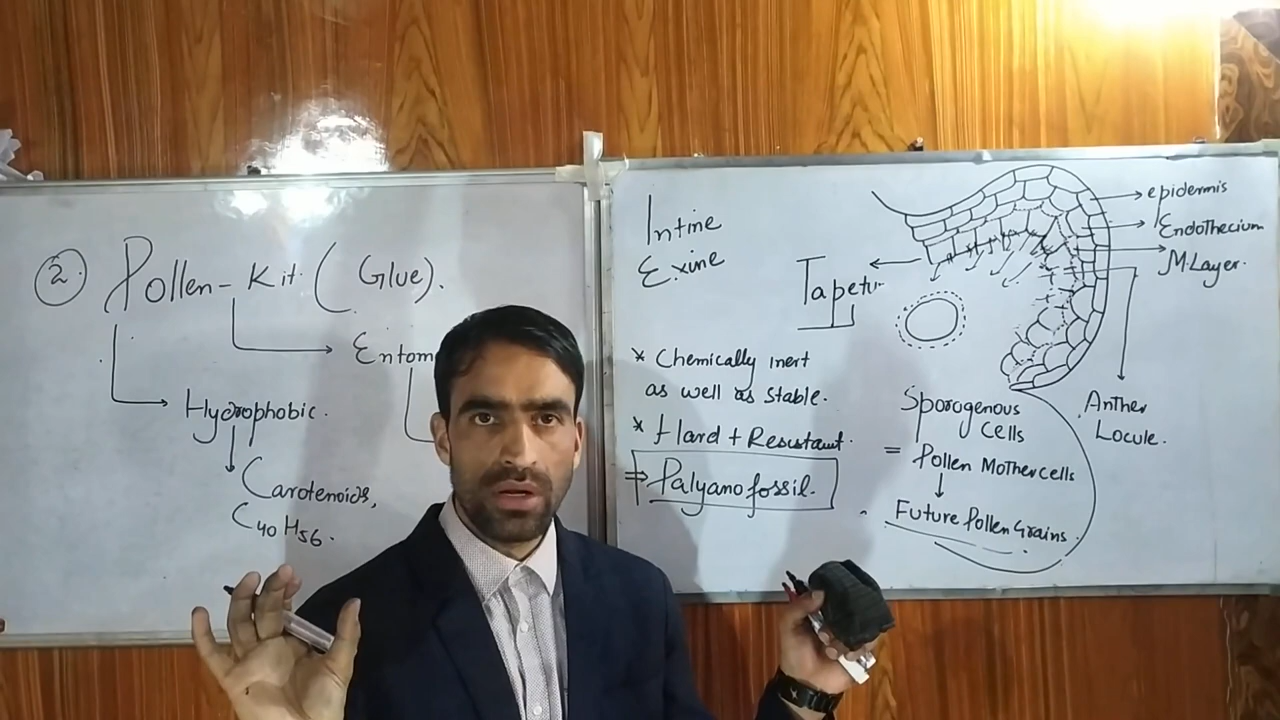 2. Pollen-Kit. ( Glue).
Entom
Hydrophobic.
Carotenoids,
C40 H56.
Intine
Exine
Tapetu
* Chemically inert
as well as stable.
* Hard + Resistant.
⇒ Palyanofossil.
epidermis
Endothecium
M.Layer.
Anther
Locule.
Sporogenous
Cells
= Pollen Mothercells
↓
Future Pollen Grains.